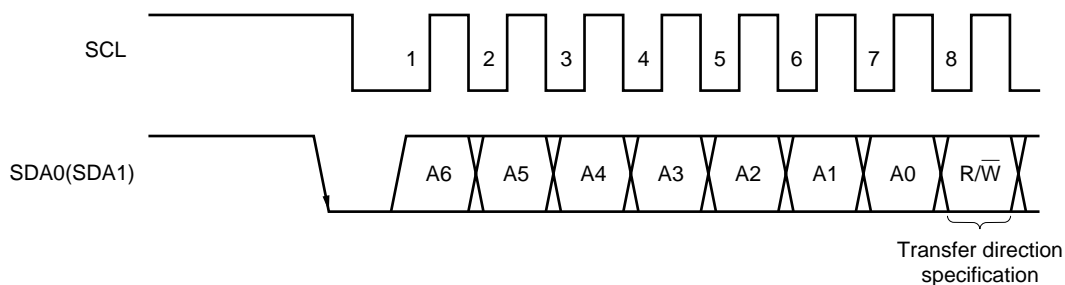 SCL
1 2 3 4 5 6 7 8
SDA0(SDA1)
A6 A5 A4 A3 A2 A1 A0 R/W̅
Transfer direction
specification